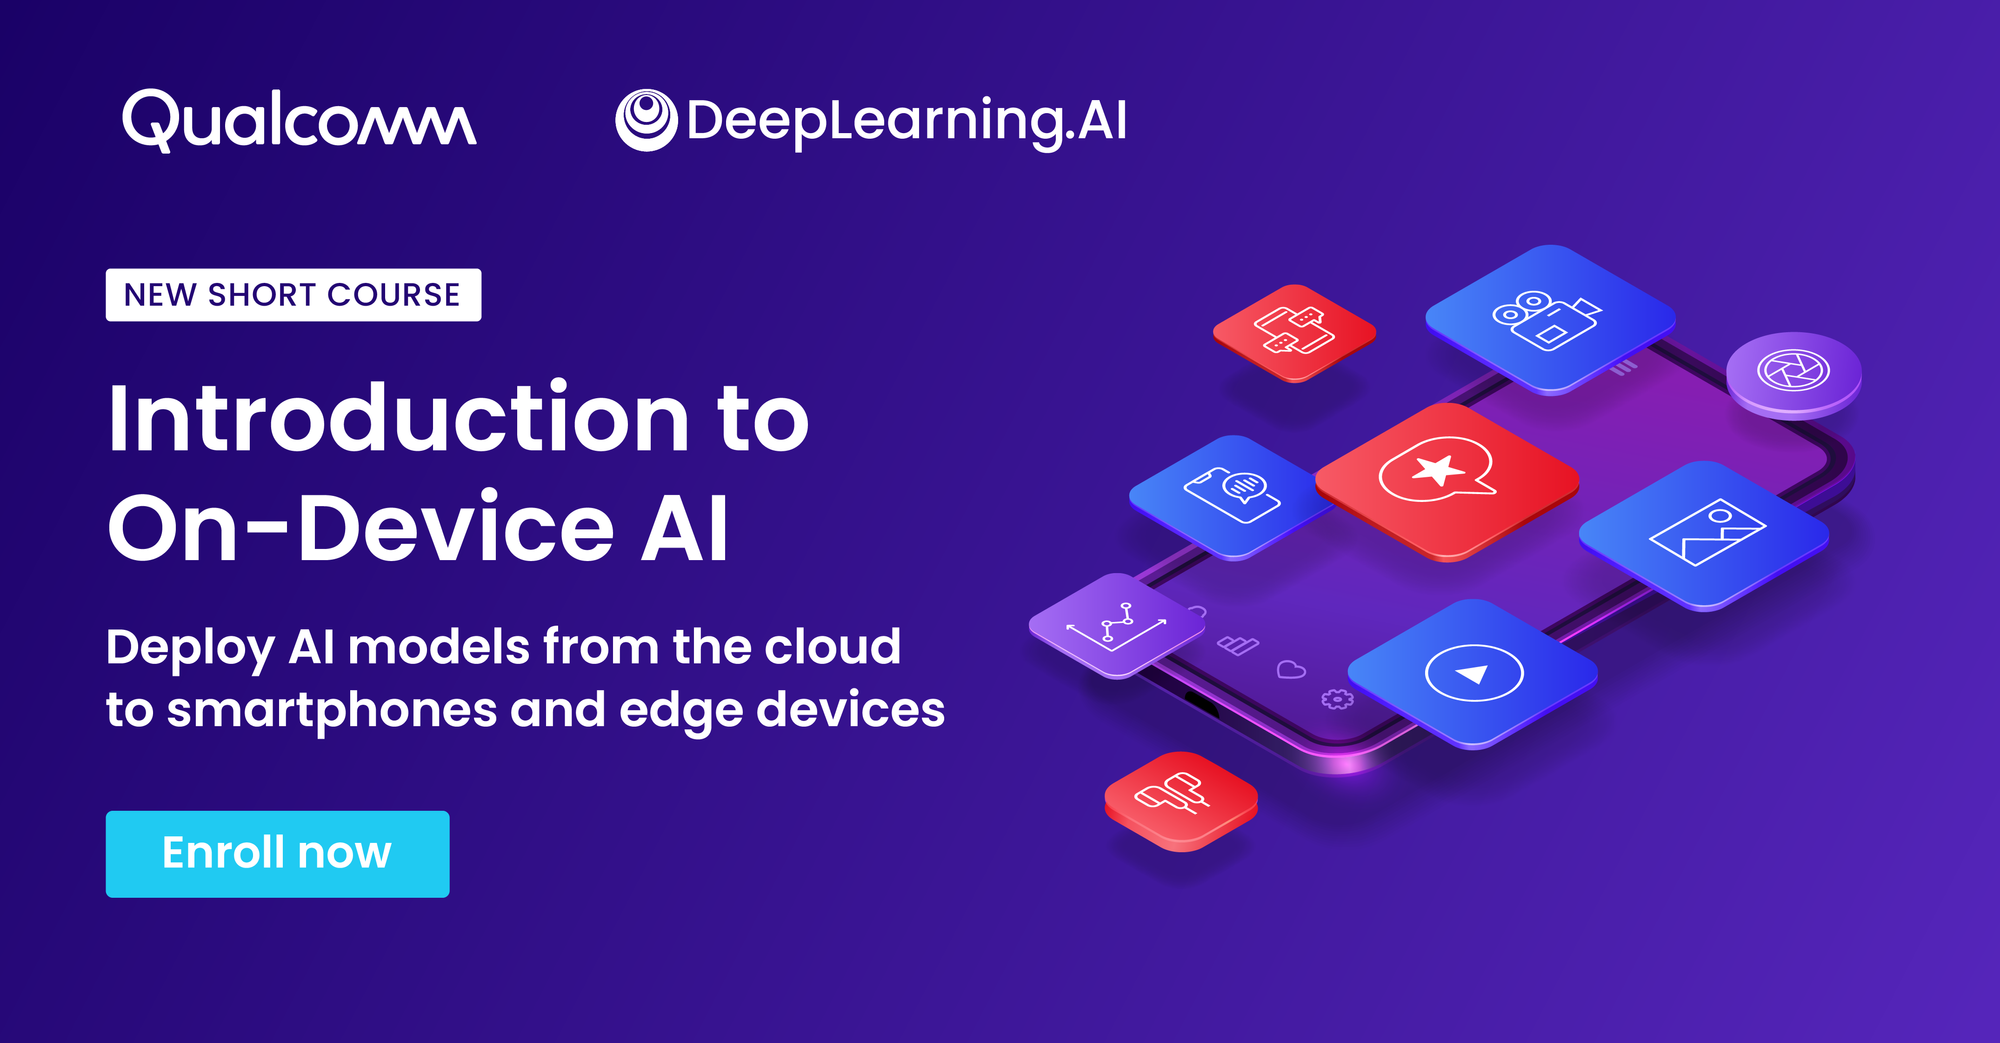 Qualcomm
DeepLearning.AI
NEW SHORT COURSE
Introduction to
On-Device AI
Deploy AI models from the cloud
to smartphones and edge devices
Enroll now